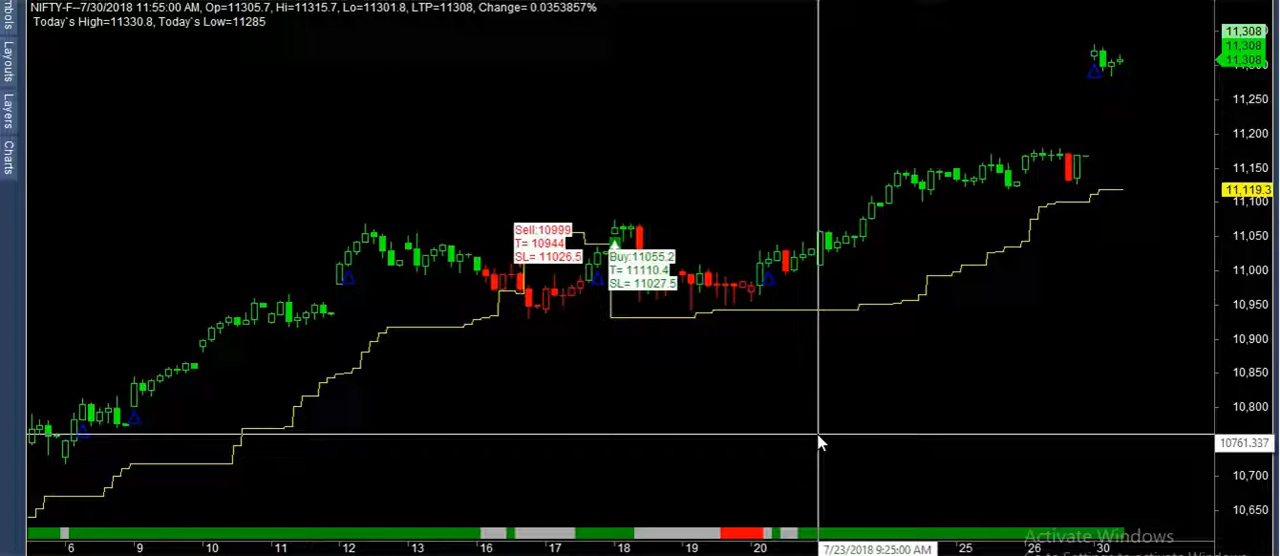 NIFTY-F--7/30/2018 11:55:00 AM, Op=11305.7, Hi=11315.7, Lo=11301.8, LTP=11308, Change= 0.0353857%
Today`s High=11330.8, Today`s Low=11285
mbols
Layouts
Layers
Charts
11,308
11,308
11,308
11,250
11,200
11,150
11,119.3
11,100
11,050
11,000
10,950
10,900
10,850
10,800
10761.337
10,700
10,650
Sell:10999
T= 10944
SL= 11026.5
Buy:11055.2
T= 11110.4
SL= 11027.5
6 9 10 11 12 13 16 17 18 19 20 7/23/2018 9:25:00 AM 25 26 30
Activate Windows